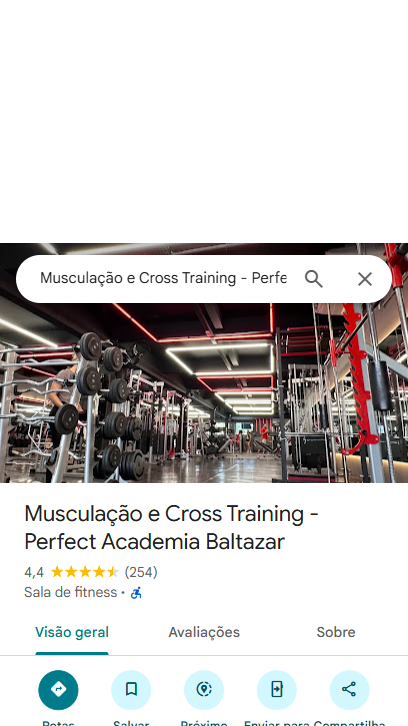 Musculação e Cross Training - Perfe
Musculação e Cross Training -
Perfect Academia Baltazar
4,4 (254)
Sala de fitness ·
Visão geral Avaliações Sobre
Rotas Salvar Próximo Enviar para Compartilha